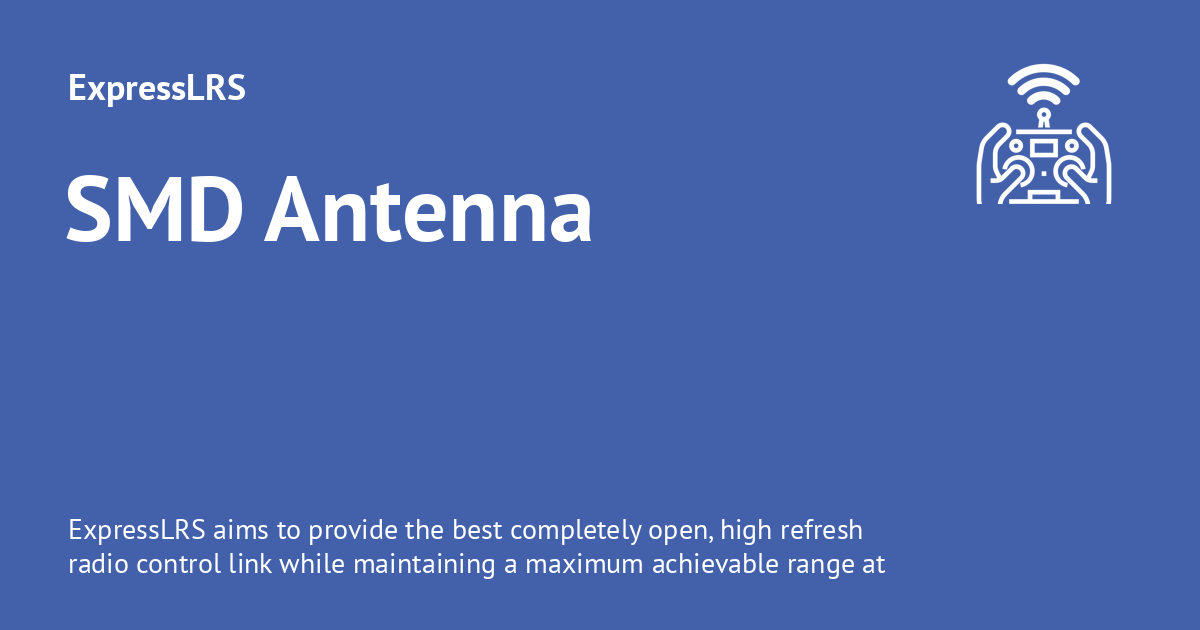 ExpressLRS
SMD Antenna
ExpressLRS aims to provide the best completely open, high refresh
radio control link while maintaining a maximum achievable range at